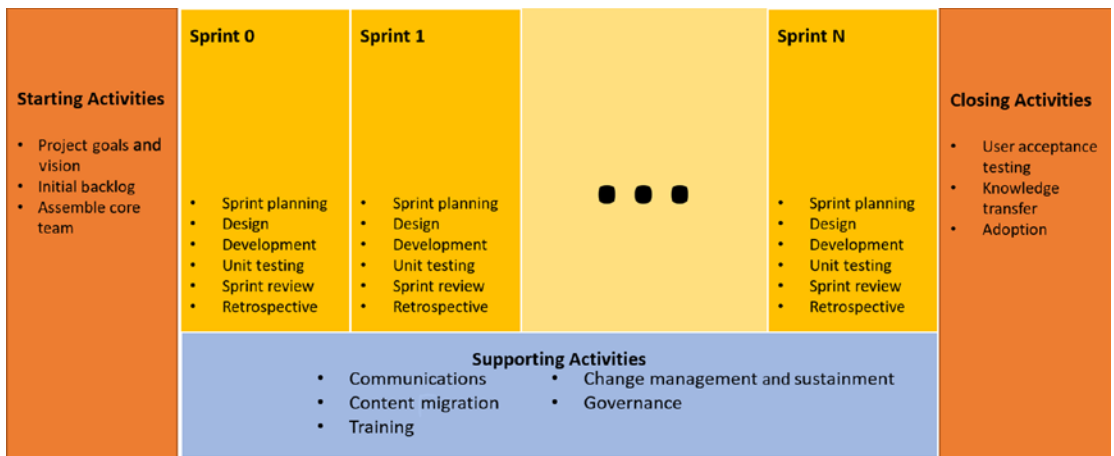 Starting Activities
• Project goals and
vision
• Initial backlog
• Assemble core
team
Sprint 0
• Sprint planning
• Design
• Development
• Unit testing
• Sprint review
• Retrospective
Sprint 1
• Sprint planning
• Design
• Development
• Unit testing
• Sprint review
• Retrospective
...
Sprint N
• Sprint planning
• Design
• Development
• Unit testing
• Sprint review
• Retrospective
Supporting Activities
• Communications
• Content migration
• Training
• Change management and sustainment
• Governance
Closing Activities
• User acceptance
testing
• Knowledge
transfer
• Adoption